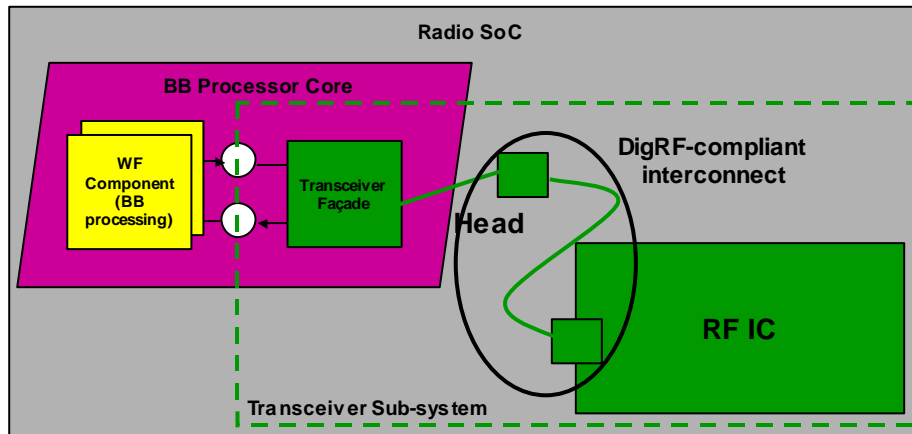 Radio SoC
BB Processor Core
WF
Component
(BB
processing)
Transceiver
Façade
Head
DigRF-compliant
interconnect
RF IC
Transceiver Sub-system